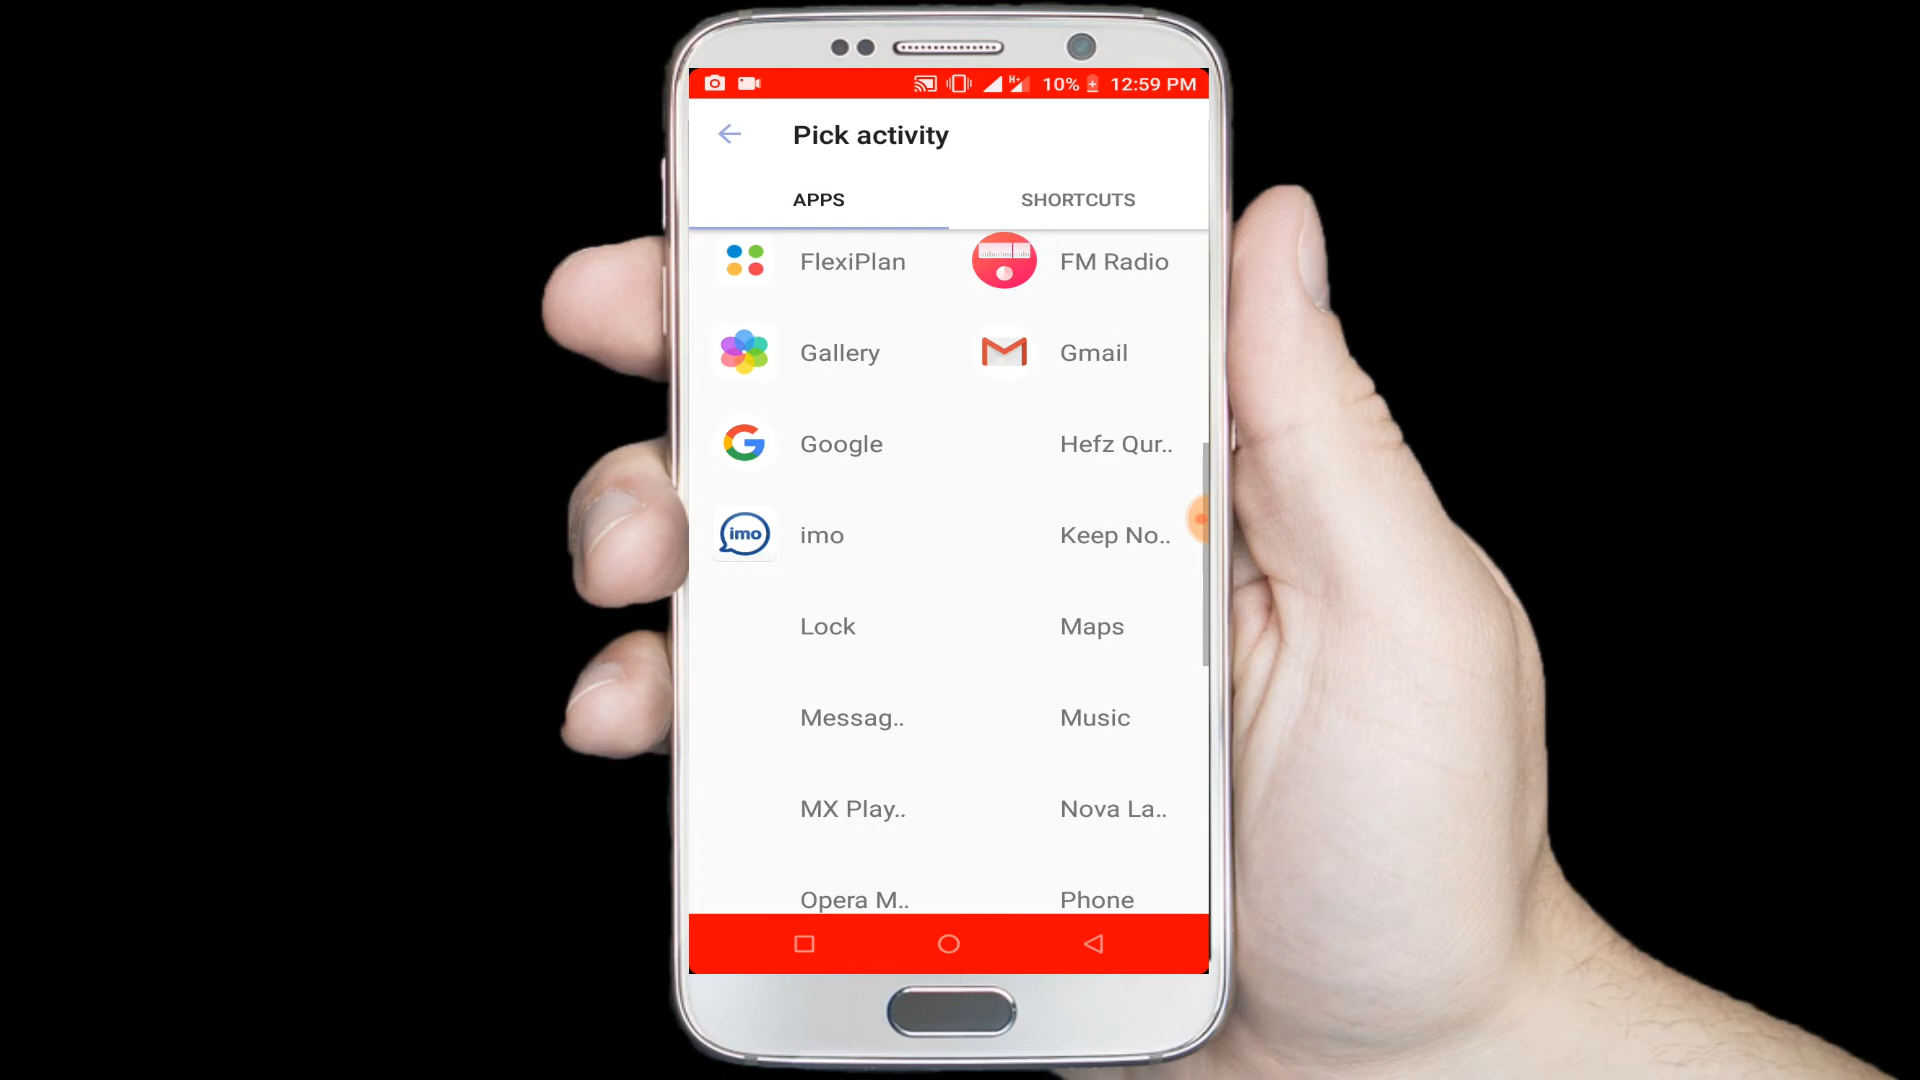 10% 12:59 PM
Pick activity
APPS SHORTCUTS
FlexiPlan FM Radio
Gallery Gmail
Google Hefz Qur..
imo imo Keep No..
Lock Maps
Messag.. Music
MX Play.. Nova La..
Opera M.. Phone